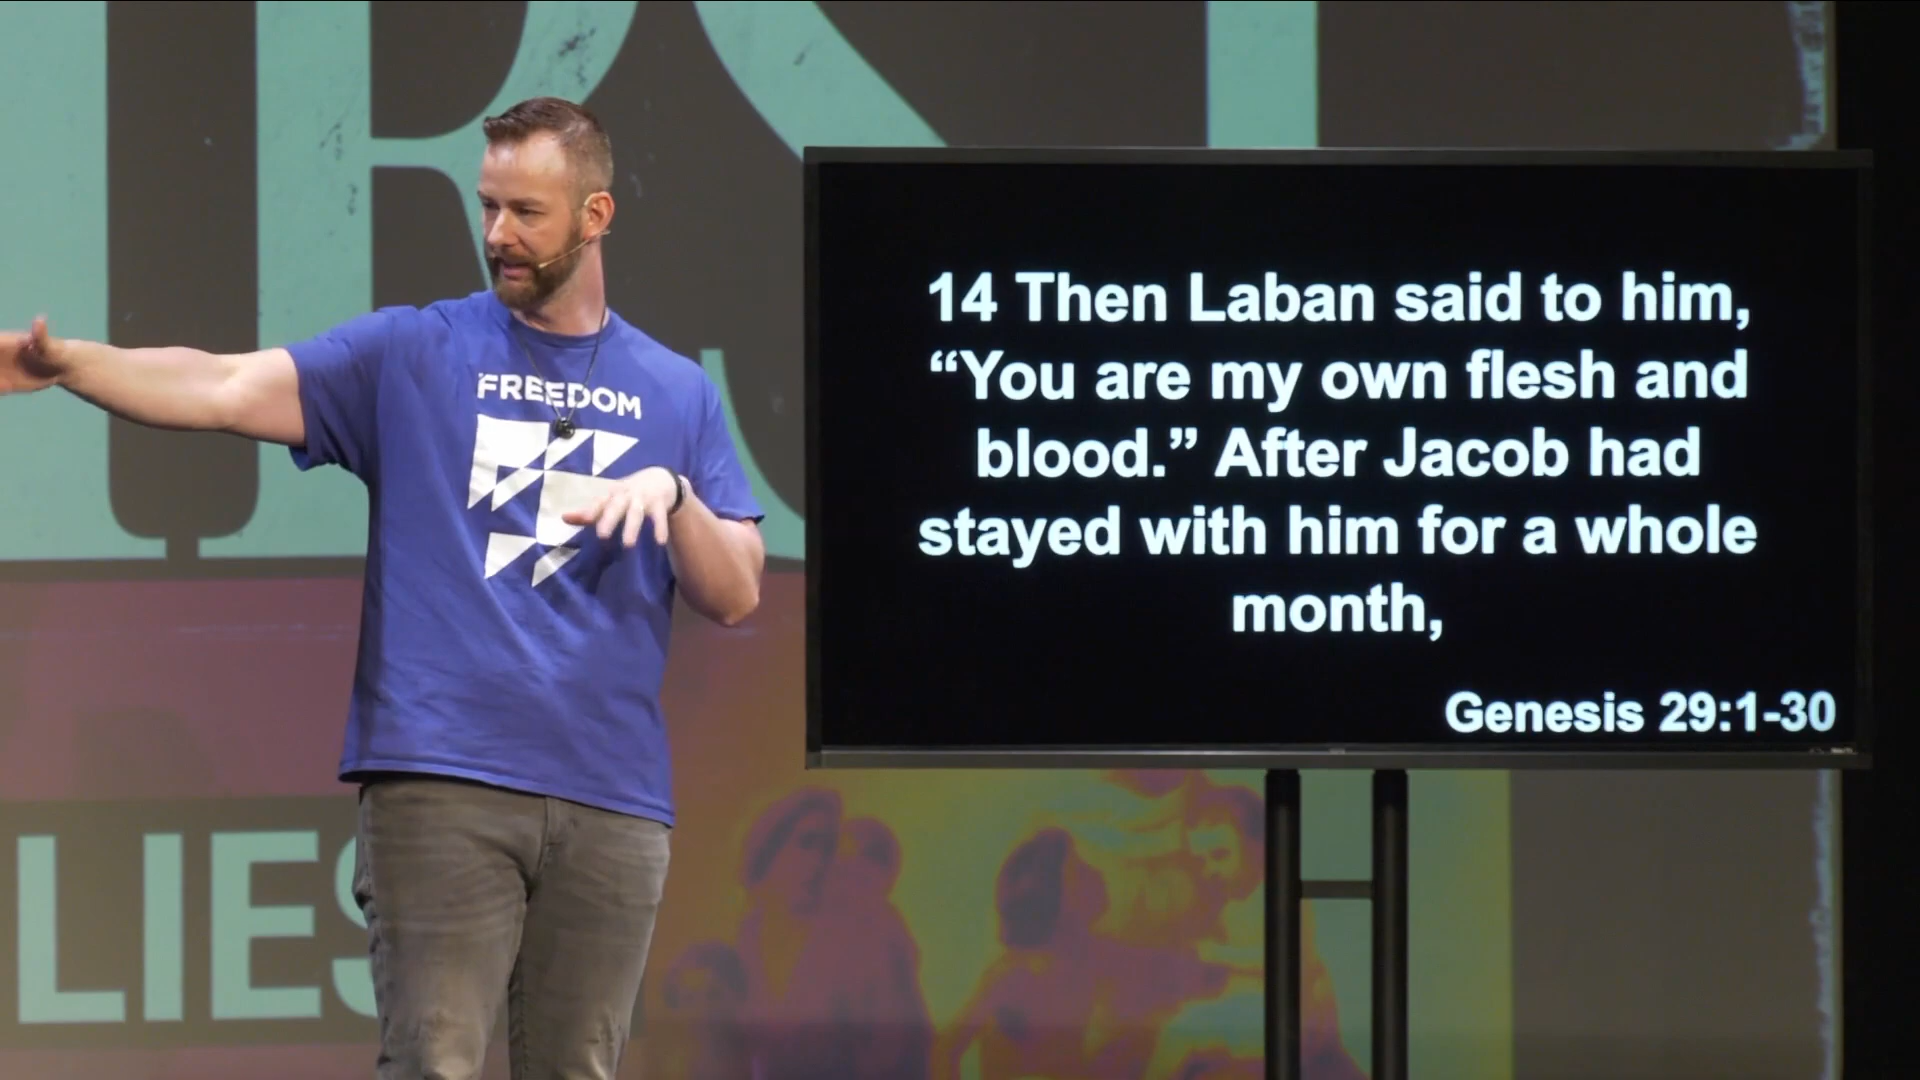 FREEDOM
14 Then Laban said to him,
“You are my own flesh and
blood.” After Jacob had
stayed with him for a whole
month,
Genesis 29:1-30
LIES